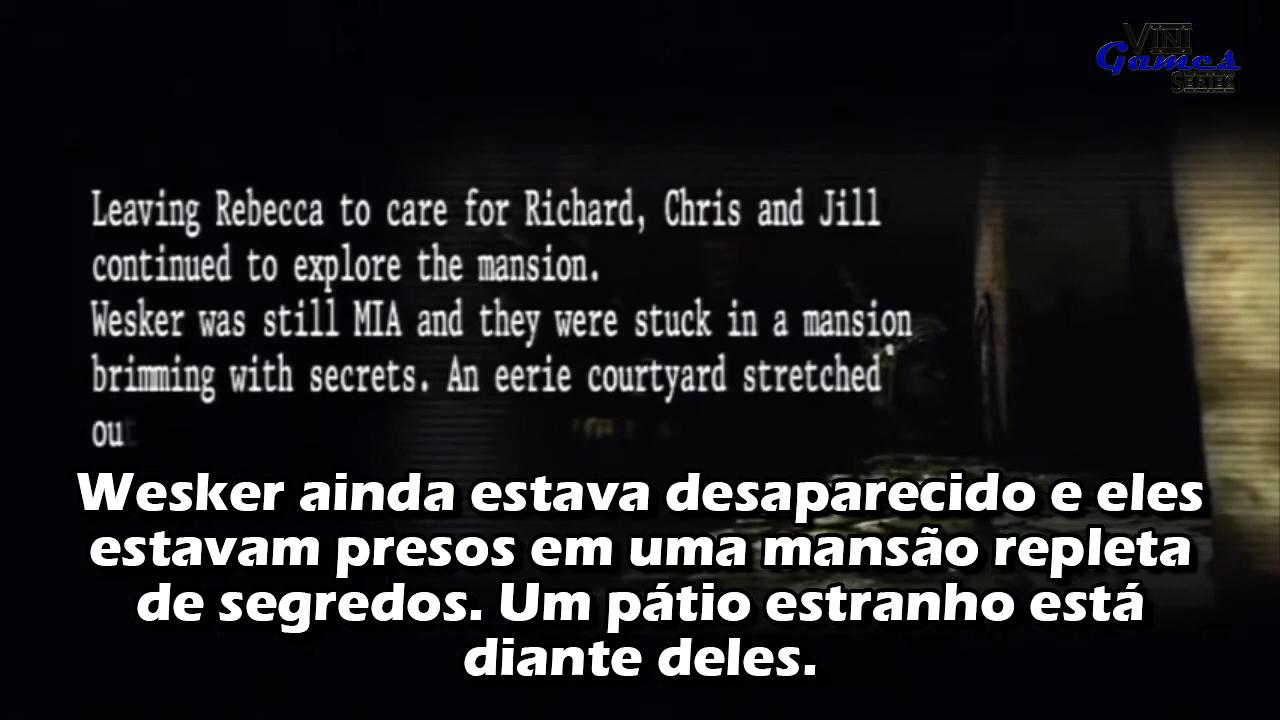 VINI
Games
SERIES
Leaving Rebecca to care for Richard, Chris and Jill
continued to explore the mansion.
Wesker was still MIA and they were stuck in a mansion
brimming with secrets. An eerie courtyard stretched
out
Wesker ainda estava desaparecido e eles
estavam presos em uma mansão repleta
de segredos. Um pátio estranho está
diante deles.